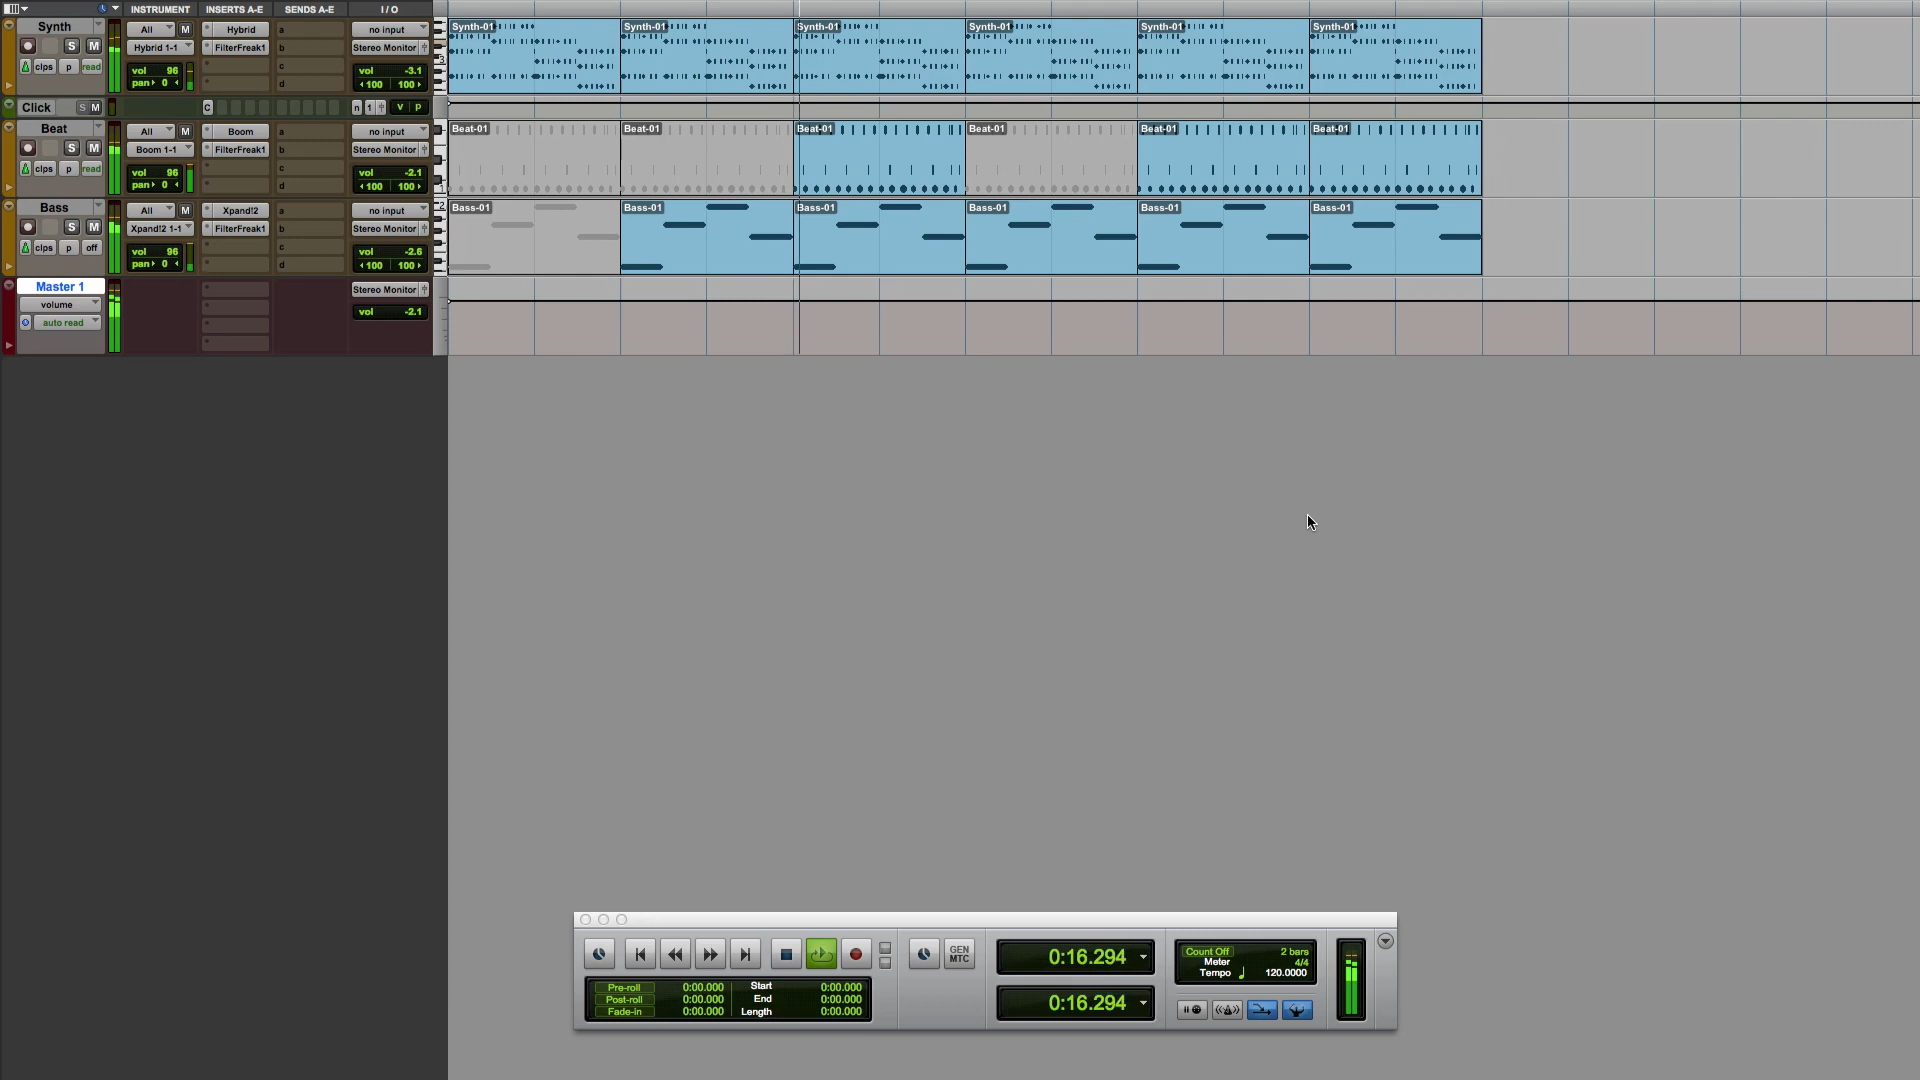 INSTRUMENT INSERTS A-E SENDS A-E I / O
Synth
S M
clps p read
All M
Hybrid 1-1
vol 96
pan 0
Hybrid
FilterFreak1
a
b
c
d
no input
Stereo Monitor
vol -3.1
100 100
Synth-01 Synth-01 Synth-01 Synth-01 Synth-01 Synth-01
3
Click S M
C
n 1 V P
Beat
S M
clps p read
All M
Boom 1-1
vol 96
pan 0
Boom
FilterFreak1
a
b
c
d
no input
Stereo Monitor
vol -2.1
100 100
Beat-01 Beat-01 Beat-01 Beat-01 Beat-01 Beat-01
1
Bass
S M
clps p off
All M
Xpand!2 1-1
vol 96
pan 0
Xpand!2
FilterFreak1
a
b
c
d
no input
Stereo Monitor
vol -2.6
100 100
2
Bass-01 Bass-01 Bass-01 Bass-01 Bass-01 Bass-01
Master 1
volume
auto read
Stereo Monitor
vol -2.1
GEN
MTC
Pre-roll 0:00.000
Post-roll 0:00.000
Fade-in 0:00.000
Start 0:00.000
End 0:00.000
Length 0:00.000
0:16.294
0:16.294
Count Off 2 bars
Meter 4/4
Tempo 120.0000